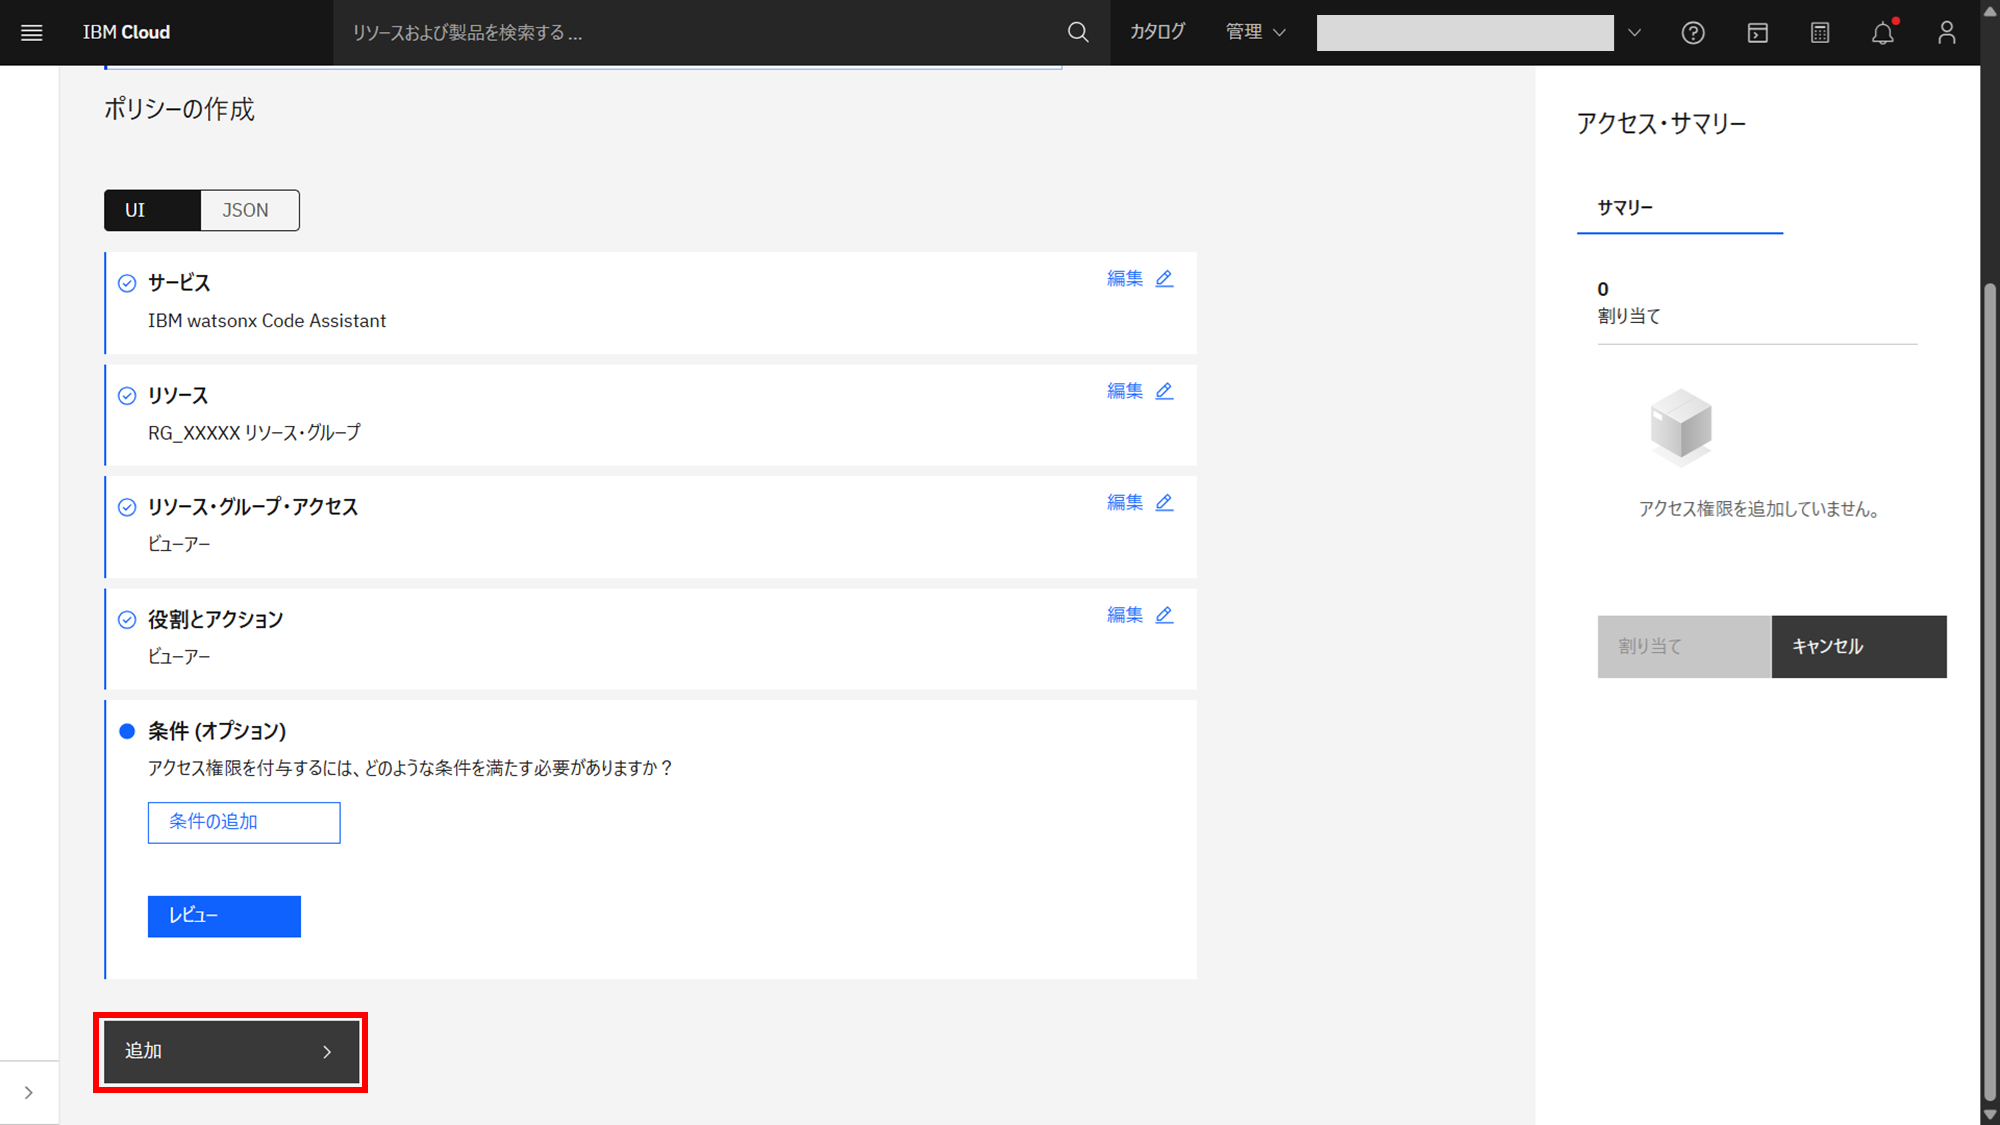 IBM Cloud
リソースおよび製品を検索する ...
カタログ
管理
ポリシーの作成
UI
JSON
サービス
編集
IBM watsonx Code Assistant
リソース
編集
RG_XXXXX リソース・グループ
リソース・グループ・アクセス
編集
ビューアー
役割とアクション
編集
ビューアー
条件 (オプション)
アクセス権限を付与するには、どのような条件を満たす必要がありますか？
条件の追加
レビュー
追加
アクセス・サマリー
サマリー
0
割り当て
アクセス権限を追加していません。
割り当て
キャンセル